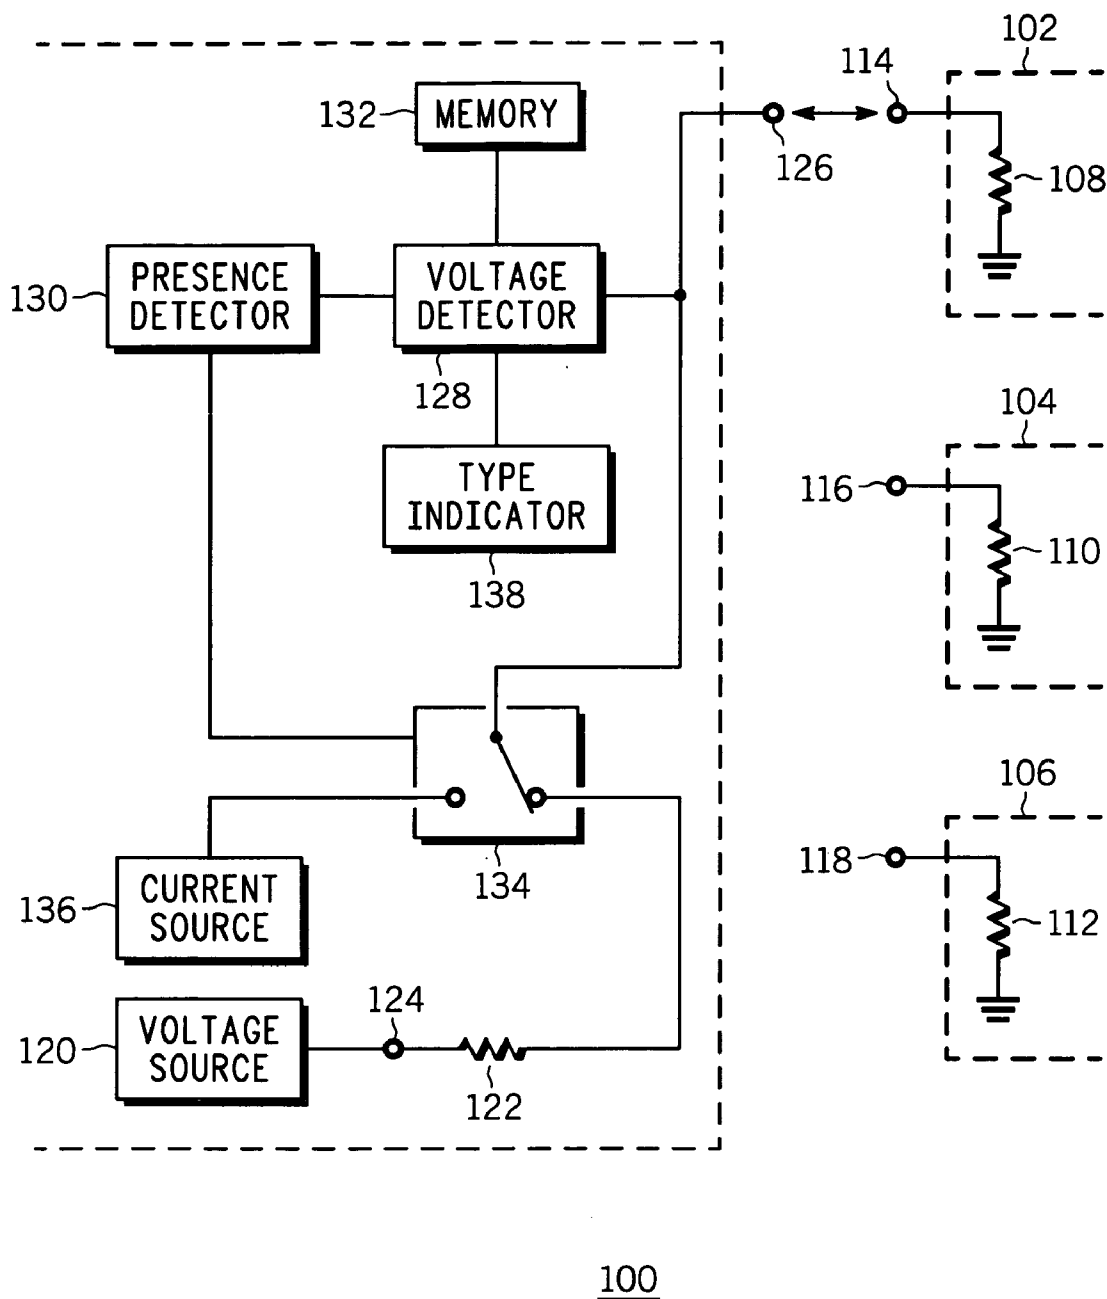 102
114
132
MEMORY
126
108
130
PRESENCE
DETECTOR
VOLTAGE
DETECTOR
128
104
TYPE
INDICATOR
116
110
138
106
134
118
136
CURRENT
SOURCE
112
124
120
VOLTAGE
SOURCE
122
100